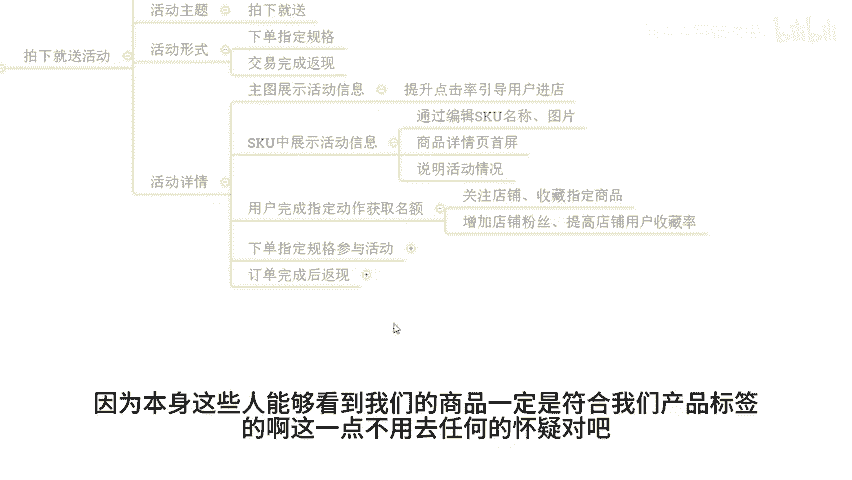 活动主题 拍下就送
下单指定规格
拍下就送活动 活动形式
交易完成返现
主图展示活动信息 提升点击率引导用户进店
通过编辑SKU名称、图片
SKU中展示活动信息 商品详情页首屏
说明活动情况
活动详情
关注店铺、收藏指定商品
用户完成指定动作获取名额
增加店铺粉丝、提高店铺用户收藏率
下单指定规格参与活动
订单完成后返现
因为本身这些人能够看到我们的商品一定是符合我们产品标签
的啊这一点不用去任何的怀疑对吧